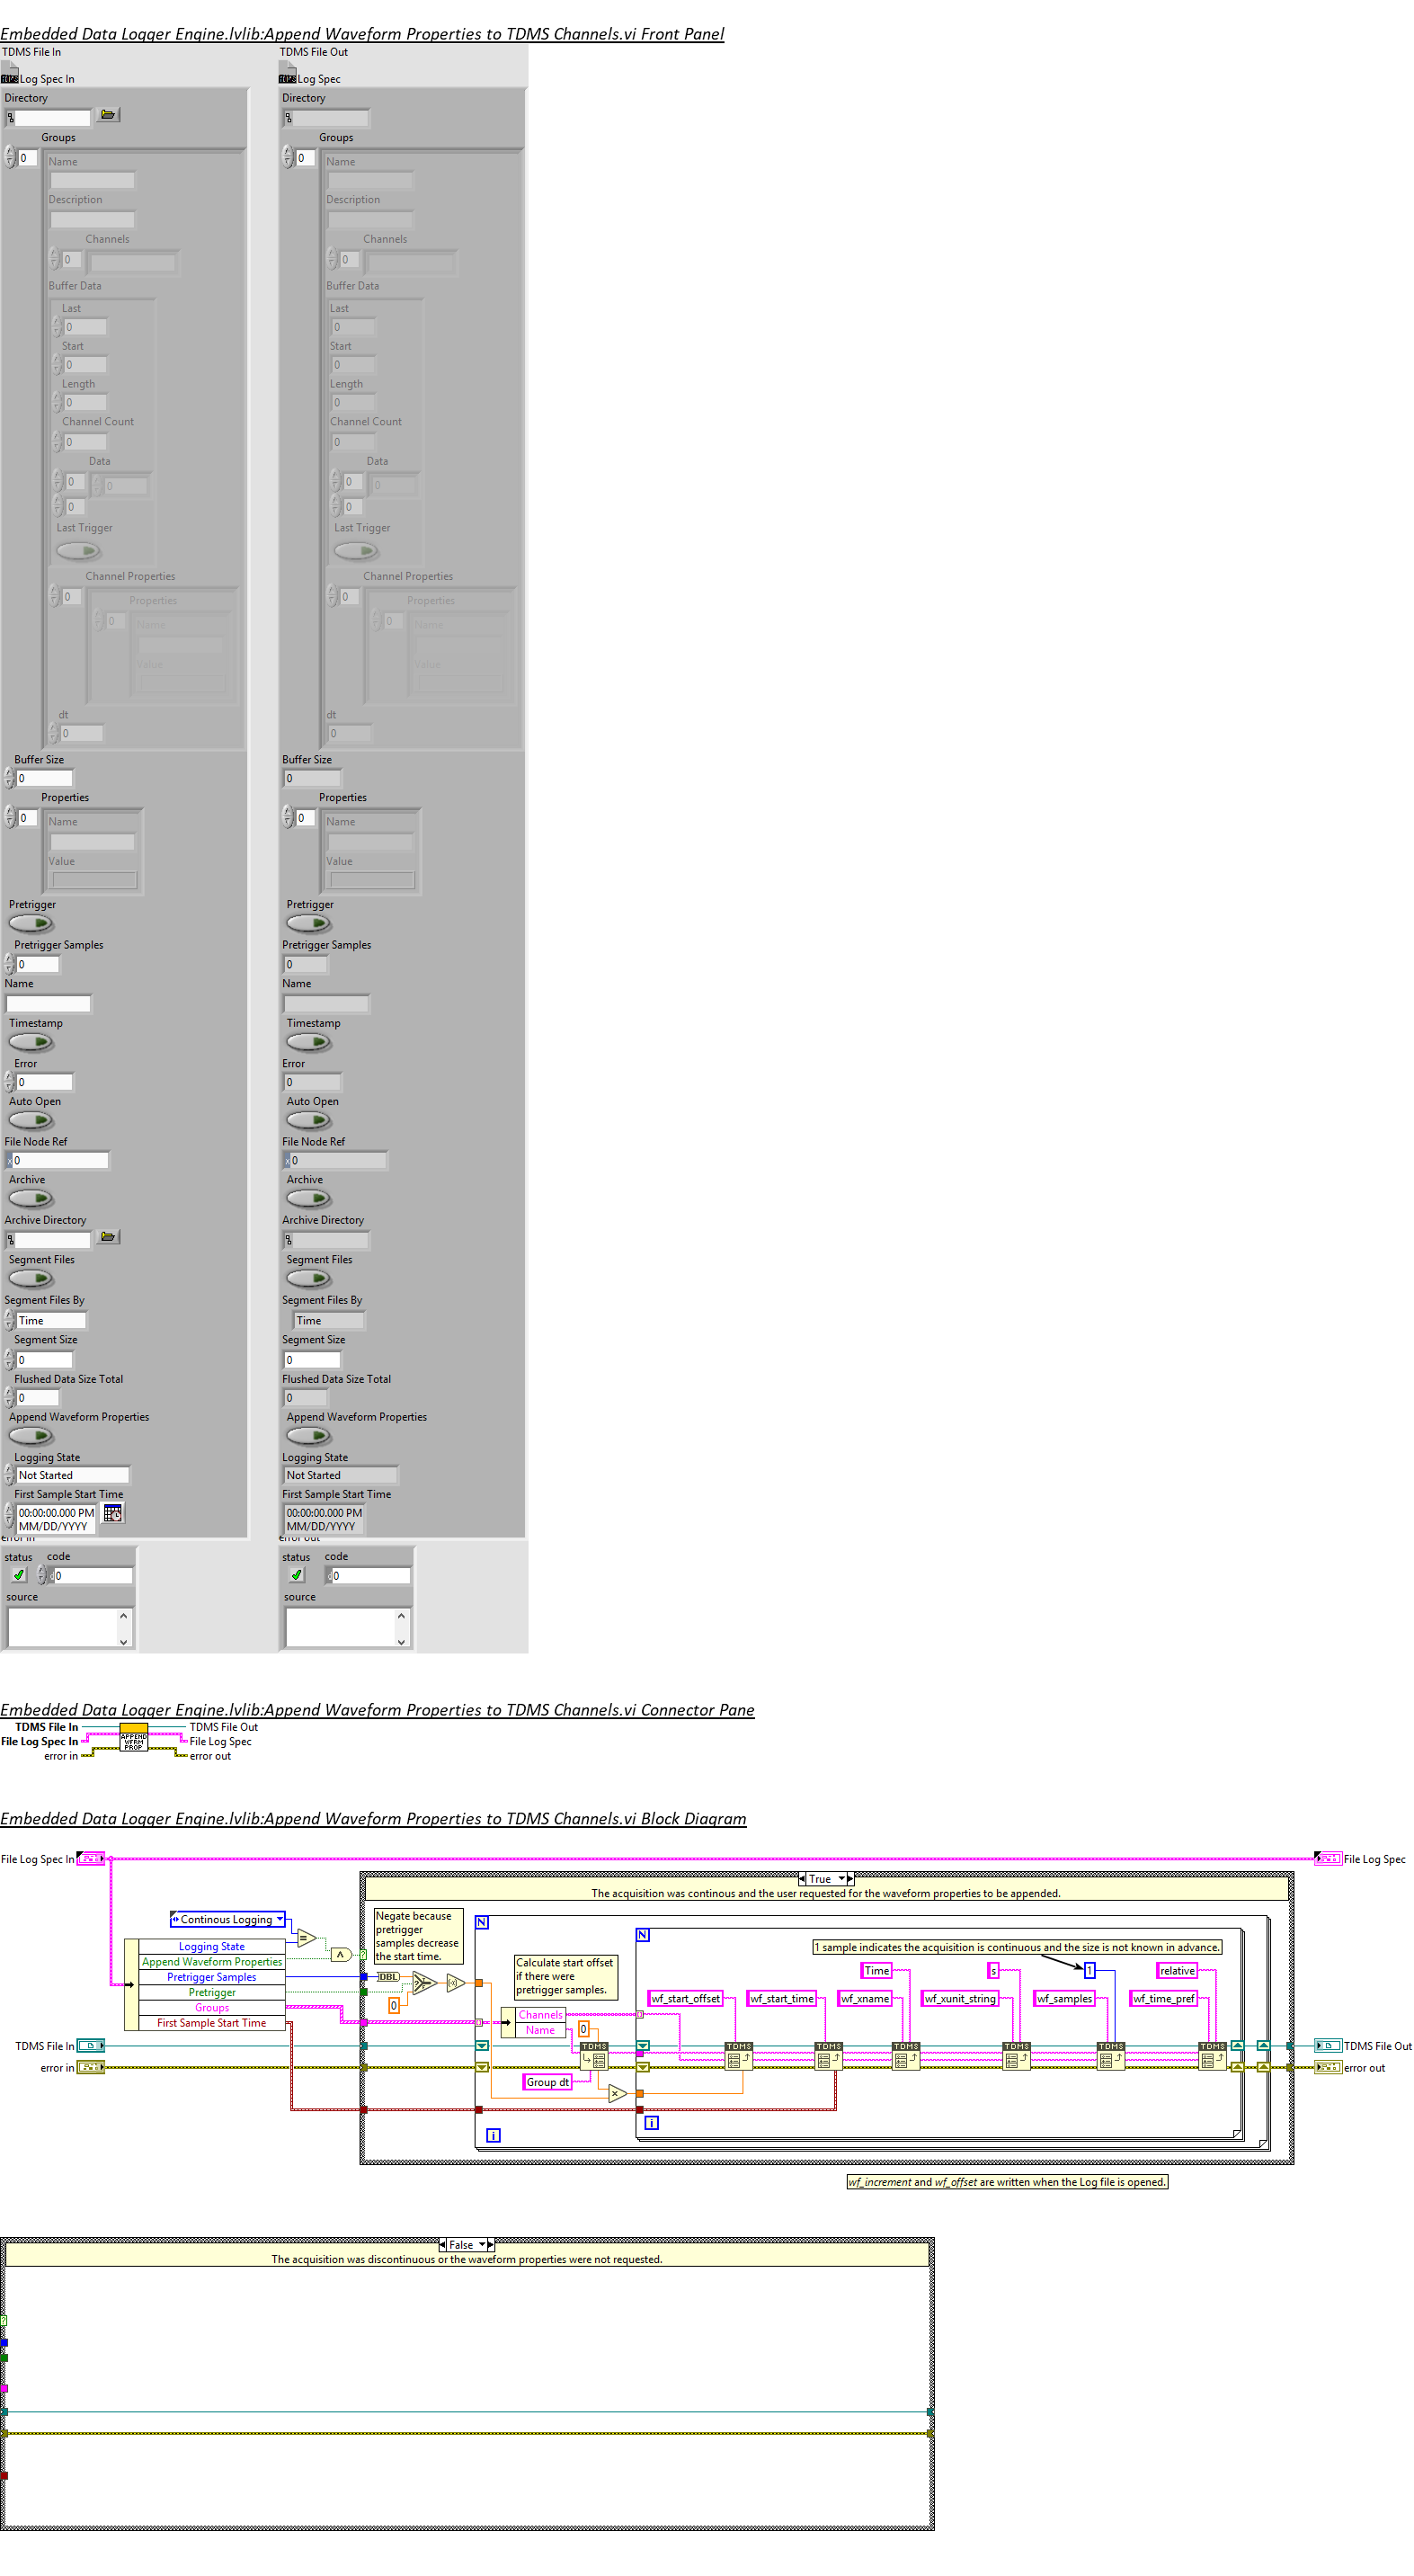 Embedded Data Logger Engine.lvlib:Append Waveform Properties to TDMS Channels.vi Front Panel
TDMS File In
TDMS File Out
Log Spec In
Log Spec
Directory
Directory
Groups
Groups
0
0
Name
Name
Description
Description
Channels
Channels
0
0
Buffer Data
Buffer Data
Last
Last
0
0
Start
Start
0
0
Length
Length
0
0
Channel Count
Channel Count
0
0
Data
Data
0 0
0 0
0
0
Last Trigger
Last Trigger
Channel Properties
Channel Properties
0
0
Properties
Properties
0
0
Name
Name
Value
Value
dt
dt
0
0
Buffer Size
Buffer Size
0
0
Properties
Properties
0
0
Name
Name
Value
Value
Pretrigger
Pretrigger
Pretrigger Samples
Pretrigger Samples
0
0
Name
Name
Timestamp
Timestamp
Error
Error
0
0
Auto Open
Auto Open
File Node Ref
File Node Ref
x 0
x 0
Archive
Archive
Archive Directory
Archive Directory
Segment Files
Segment Files
Segment Files By
Segment Files By
Time
Time
Segment Size
Segment Size
0
0
Flushed Data Size Total
Flushed Data Size Total
0
0
Append Waveform Properties
Append Waveform Properties
Logging State
Logging State
Not Started
Not Started
First Sample Start Time
First Sample Start Time
00:00:00.000 PM
MM/DD/YYYY
00:00:00.000 PM
MM/DD/YYYY
error in
error out
status code
status code
d0
d0
source
source
Embedded Data Logger Engine.lvlib:Append Waveform Properties to TDMS Channels.vi Connector Pane
TDMS File In
TDMS File Out
File Log Spec In
APPEND
WFRM
PROP
File Log Spec
error in
error out
Embedded Data Logger Engine.lvlib:Append Waveform Properties to TDMS Channels.vi Block Diagram
File Log Spec In
File Log Spec
True
The acquisition was continous and the user requested for the waveform properties to be appended.
Continous Logging
Negate because
pretrigger
samples decrease
the start time.
N
N
Logging State
Append Waveform Properties
Pretrigger Samples
Pretrigger
Groups
First Sample Start Time
?
DBL
0
Calculate start offset
if there were
pretrigger samples.
1 sample indicates the acquisition is continuous and the size is not known in advance.
Time
s
1
relative
wf_start_offset
wf_start_time
wf_xname
wf_xunit_string
wf_samples
wf_time_pref
Channels
Name
0
TDMS File In
TDMS
TDMS
TDMS
TDMS
TDMS
TDMS
TDMS
TDMS File Out
error in
error out
Group dt
i
i
wf_increment and wf_offset are written when the Log file is opened.
False
The acquisition was discontinuous or the waveform properties were not requested.
?